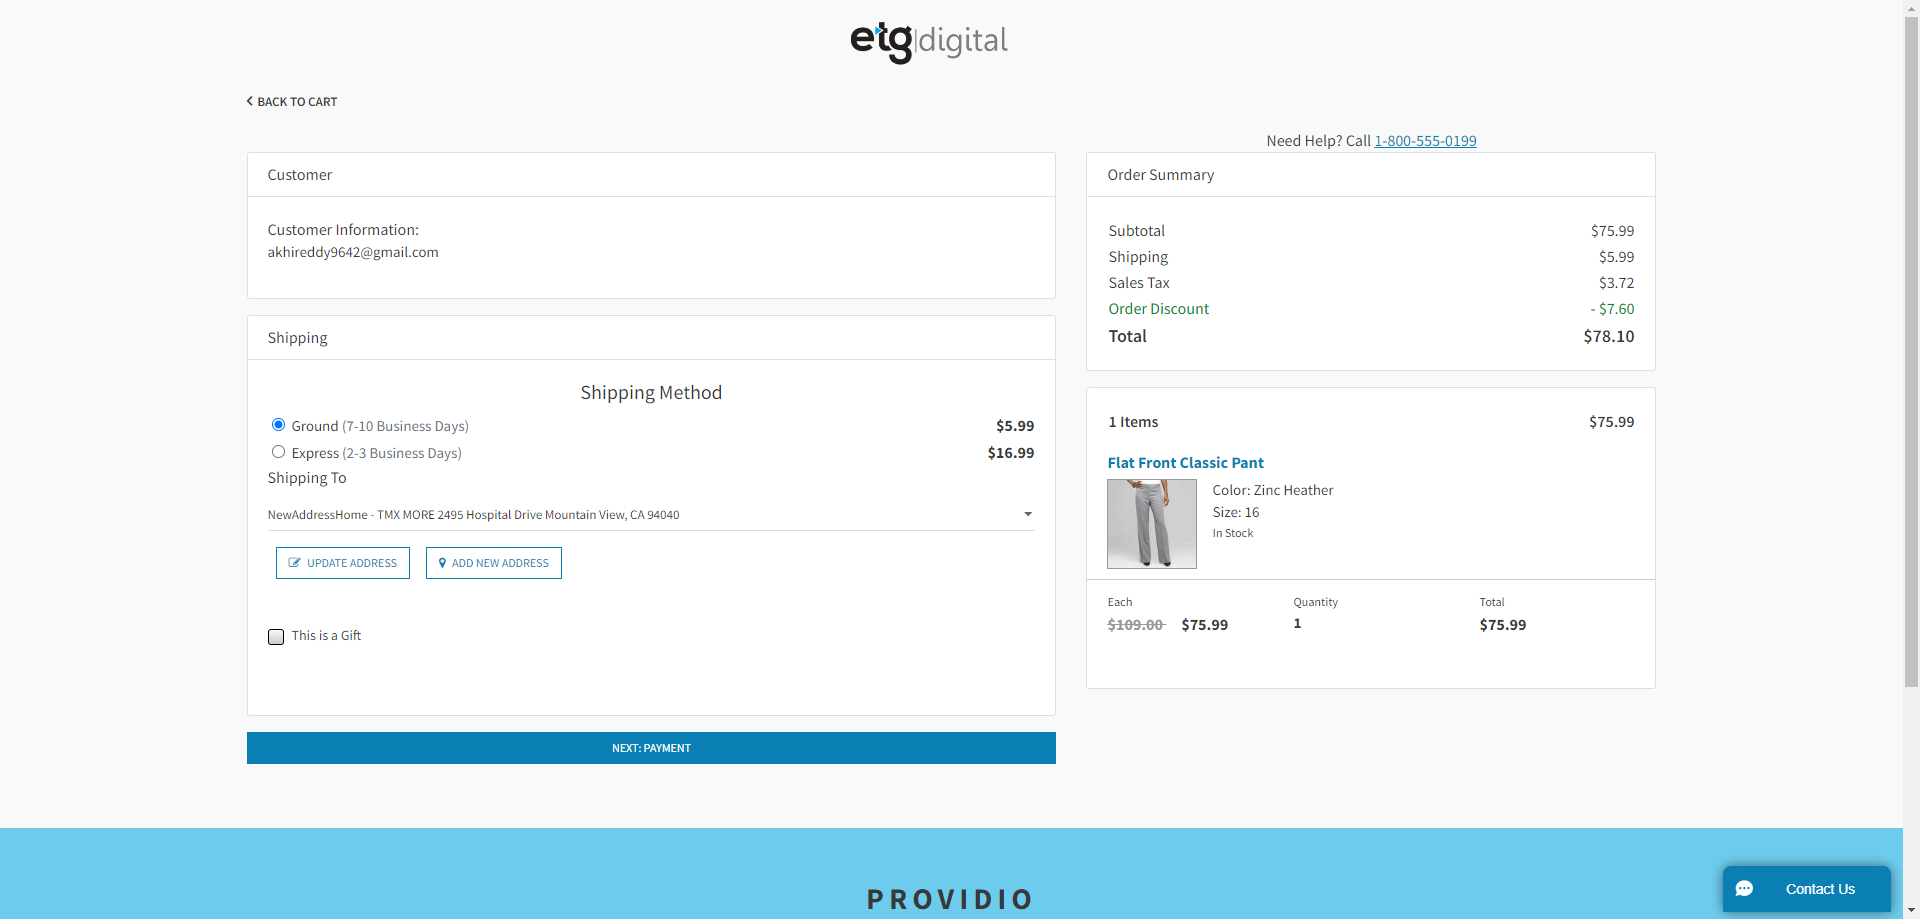 etg|digital
BACK TO CART
Need Help? Call 1-800-555-0199
Customer
Customer Information:
akhireddy9642@gmail.com
Shipping
Shipping Method
Ground (7-10 Business Days) $5.99
Express (2-3 Business Days) $16.99
Shipping To
NewAddressHome - TMX MORE 2495 Hospital Drive Mountain View, CA 94040
UPDATE ADDRESS ADD NEW ADDRESS
This is a Gift
NEXT: PAYMENT
Order Summary
Subtotal $75.99
Shipping $5.99
Sales Tax $3.72
Order Discount - $7.60
Total $78.10
1 Items $75.99
Flat Front Classic Pant
Color: Zinc Heather
Size: 16
In Stock
Each Quantity Total
$109.00 $75.99 1 $75.99
PROVIDIO
Contact Us